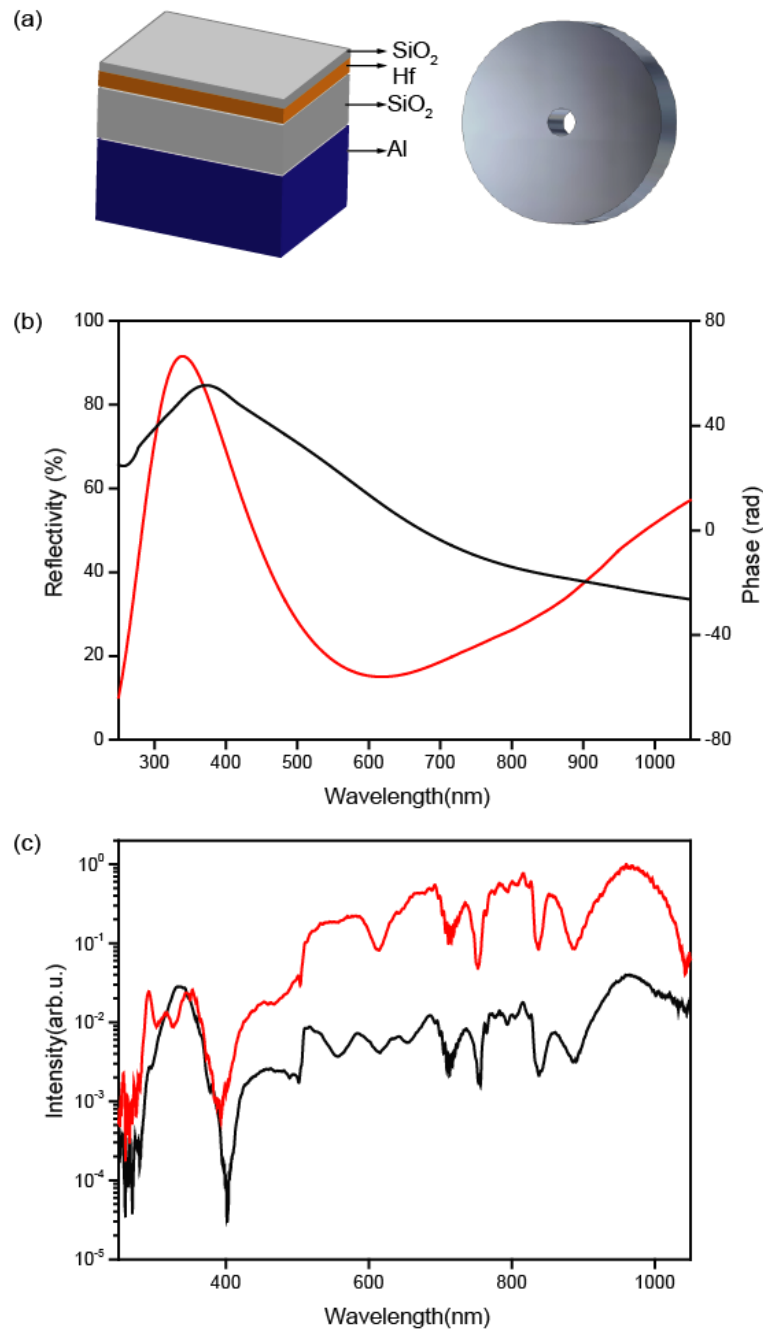 (a)
SiO2
Hf
SiO2
Al
(b)
100
80
60
40
20
0
Reflectivity (%)
80
40
0
-40
-80
Phase (rad)
300 400 500 600 700 800 900 1000
Wavelength(nm)
(c)
10^0
10^-1
10^-2
10^-3
10^-4
10^-5
Intensity(arb.u.)
400 600 800 1000
Wavelength(nm)